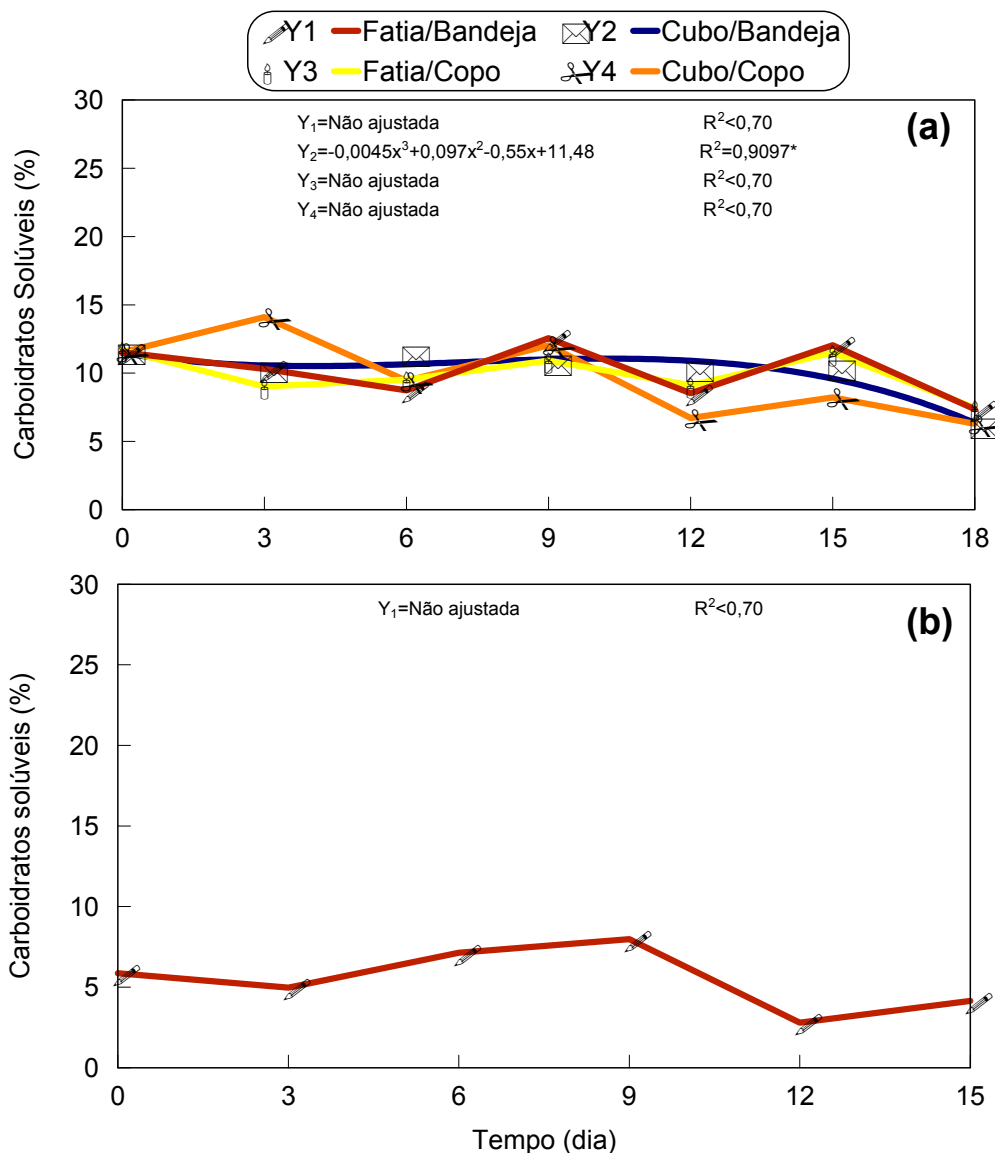 Y1 Fatia/Bandeja Y2 Cubo/Bandeja
Y3 Fatia/Copo Y4 Cubo/Copo
30
(a)
Y₁=Não ajustada R²<0,70
Y₂=-0,0045x³+0,097x²-0,55x+11,48 R²=0,9097*
Y₃=Não ajustada R²<0,70
Y₄=Não ajustada R²<0,70
25
20
15
10
5
0
Carboidratos Solúveis (%)
0 3 6 9 12 15 18
30
Y₁=Não ajustada R²<0,70
(b)
25
20
15
10
5
0
Carboidratos solúveis (%)
0 3 6 9 12 15
Tempo (dia)